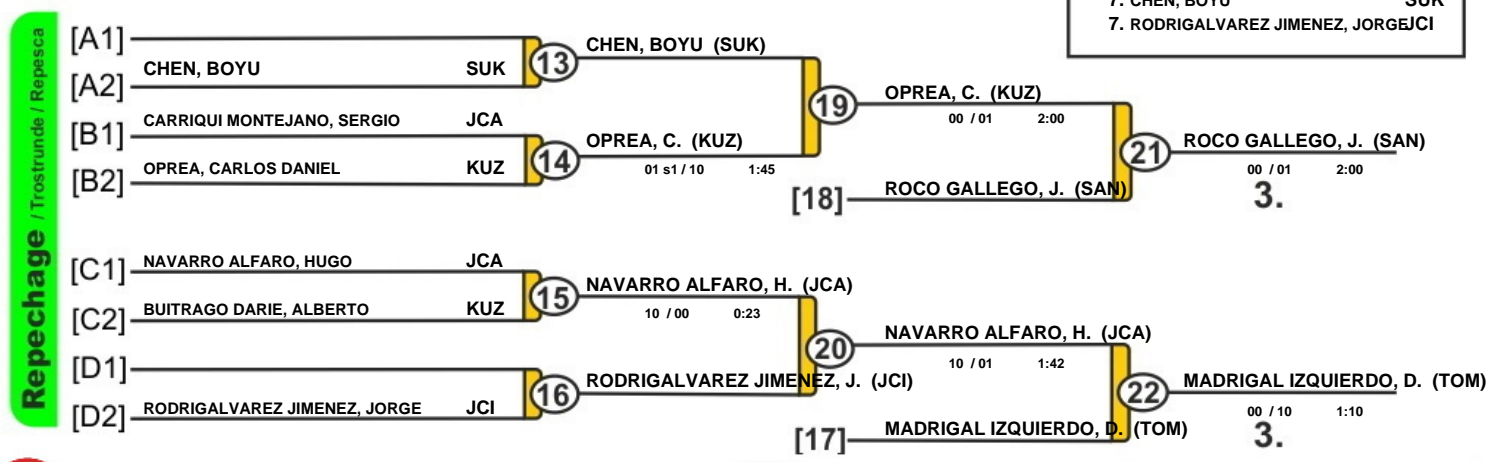 7. CHEN, BOYU SUK
7. RODRIGALVAREZ JIMENEZ, JORGE JCI
Repechage / Trostrunde / Repesca
[A1]
CHEN, BOYU SUK
[A2]
13
CHEN, BOYU (SUK)
CARRIQUI MONTEJANO, SERGIO JCA
[B1]
OPREA, CARLOS DANIEL KUZ
[B2]
14
OPREA, C. (KUZ)
01 s1 / 10 1:45
19
OPREA, C. (KUZ)
00 / 01 2:00
[18]
ROCO GALLEGO, J. (SAN)
21
ROCO GALLEGO, J. (SAN)
00 / 01 2:00
3.
[C1] NAVARRO ALFARO, HUGO JCA
[C2] BUITRAGO DARIE, ALBERTO KUZ
15
NAVARRO ALFARO, H. (JCA)
10 / 00 0:23
[D1]
[D2] RODRIGALVAREZ JIMENEZ, JORGE JCI
16
RODRIGALVAREZ JIMENEZ, J. (JCI)
20
NAVARRO ALFARO, H. (JCA)
10 / 01 1:42
[17]
MADRIGAL IZQUIERDO, D. (TOM)
22
MADRIGAL IZQUIERDO, D. (TOM)
00 / 10 1:10
3.